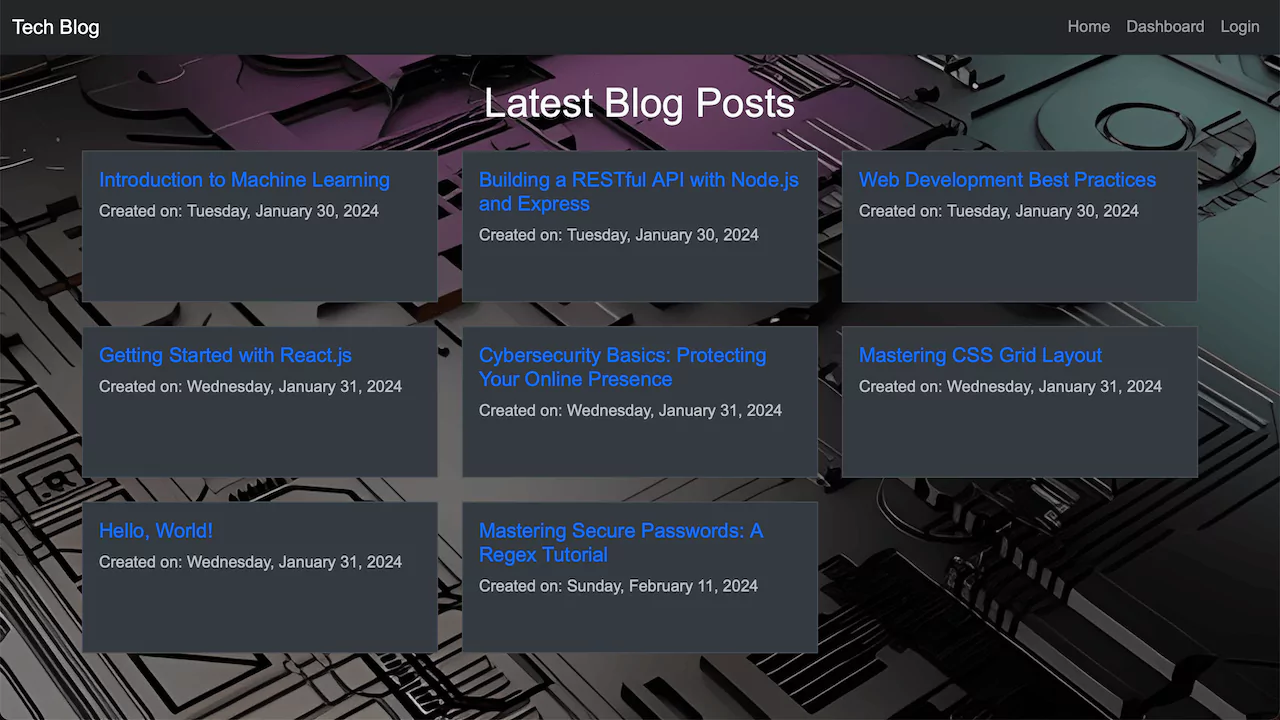 Tech Blog
Home Dashboard Login
Latest Blog Posts
Introduction to Machine Learning
Created on: Tuesday, January 30, 2024
Building a RESTful API with Node.js
and Express
Created on: Tuesday, January 30, 2024
Web Development Best Practices
Created on: Tuesday, January 30, 2024
Getting Started with React.js
Created on: Wednesday, January 31, 2024
Cybersecurity Basics: Protecting
Your Online Presence
Created on: Wednesday, January 31, 2024
Mastering CSS Grid Layout
Created on: Wednesday, January 31, 2024
Hello, World!
Created on: Wednesday, January 31, 2024
Mastering Secure Passwords: A
Regex Tutorial
Created on: Sunday, February 11, 2024